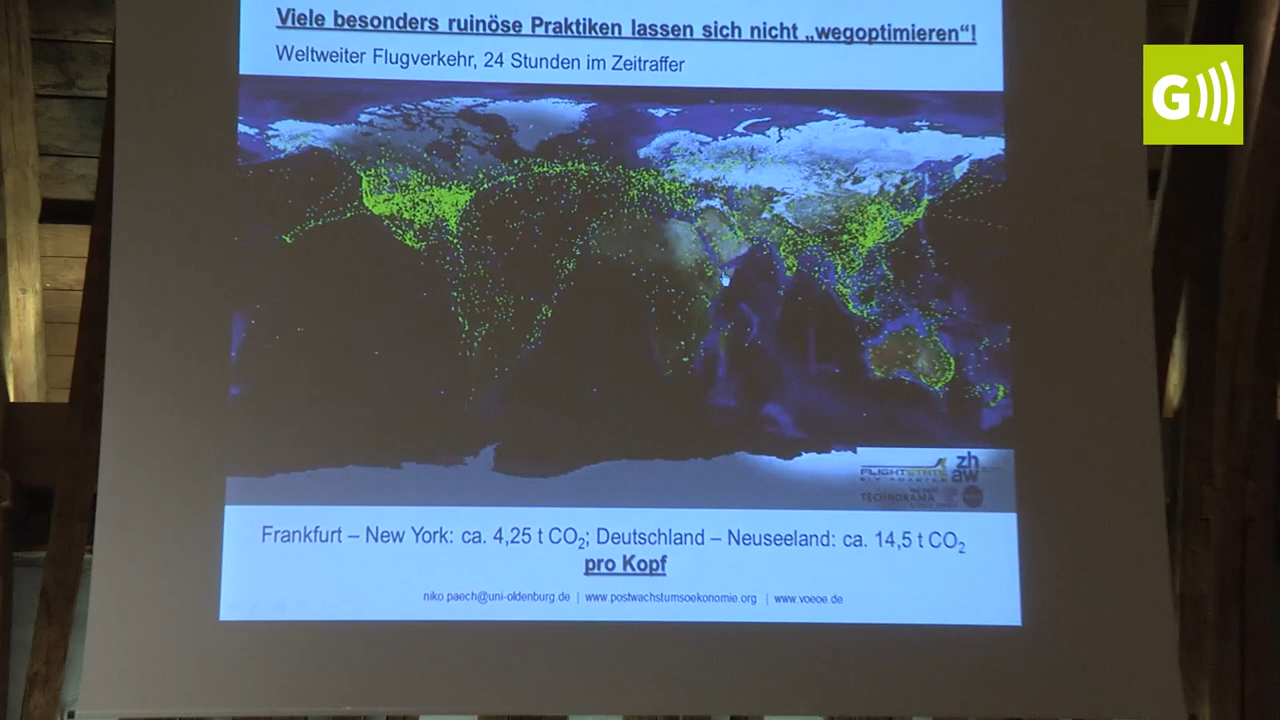 Viele besonders ruinöse Praktiken lassen sich nicht „wegoptimieren“!
Weltweiter Flugverkehr, 24 Stunden im Zeitraffer
G
zh
aw
TECHNORAMA
Frankfurt – New York: ca. 4,25 t CO₂; Deutschland – Neuseeland: ca. 14,5 t CO₂
pro Kopf
niko.paech@uni-oldenburg.de | www.postwachstumsoekonomie.org | www.voeoe.de